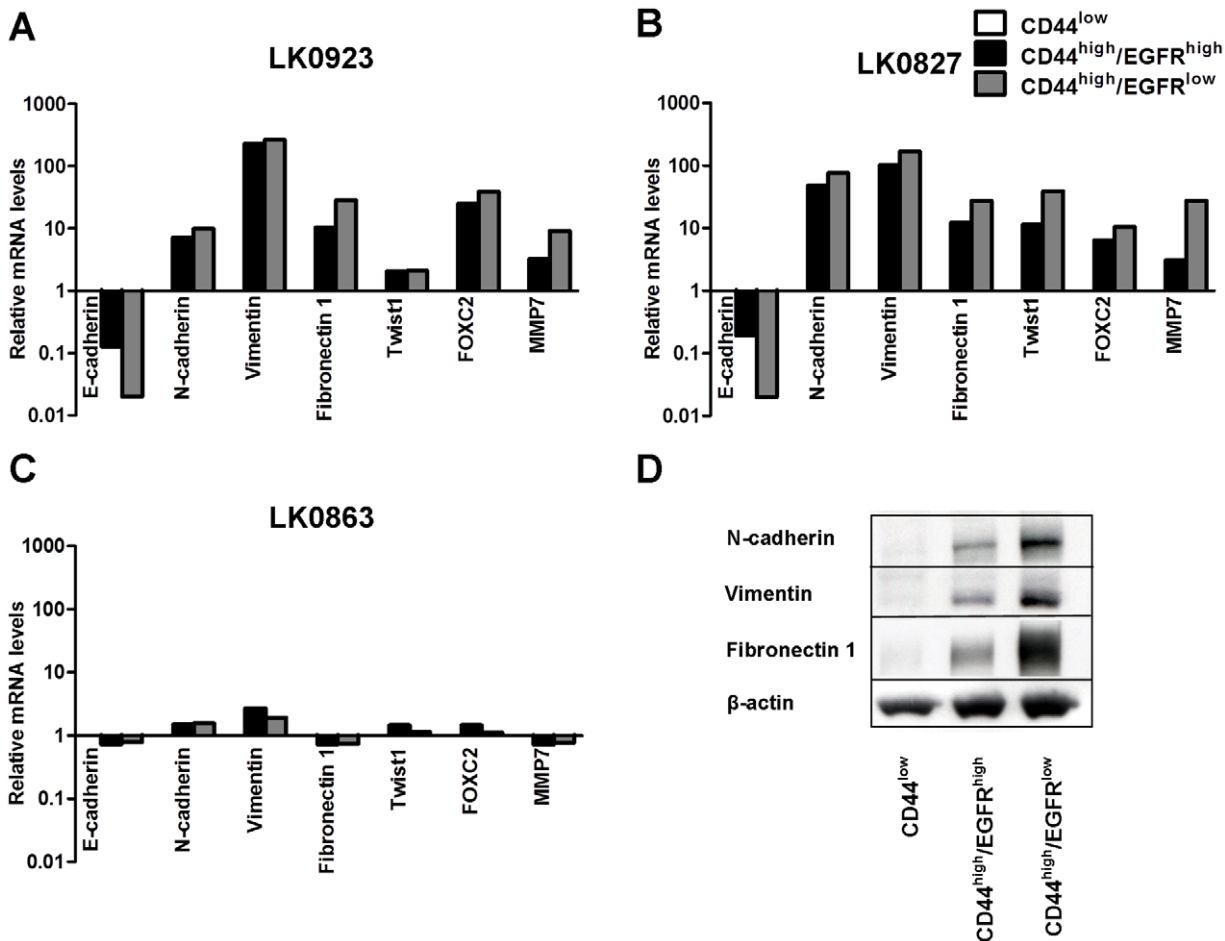 A
LK0923
Relative mRNA levels
1000
100
10
1
0.1
0.01
E-cadherin
N-cadherin
Vimentin
Fibronectin 1
Twist1
FOXC2
MMP7
B
LK0827
CD44low
CD44high/EGFRhigh
CD44high/EGFRlow
Relative mRNA levels
1000
100
10
1
0.1
0.01
E-cadherin
N-cadherin
Vimentin
Fibronectin 1
Twist1
FOXC2
MMP7
C
LK0863
Relative mRNA levels
1000
100
10
1
0.1
0.01
E-cadherin
N-cadherin
Vimentin
Fibronectin 1
Twist1
FOXC2
MMP7
D
N-cadherin
Vimentin
Fibronectin 1
β-actin
CD44low
CD44high/EGFRhigh
CD44high/EGFRlow